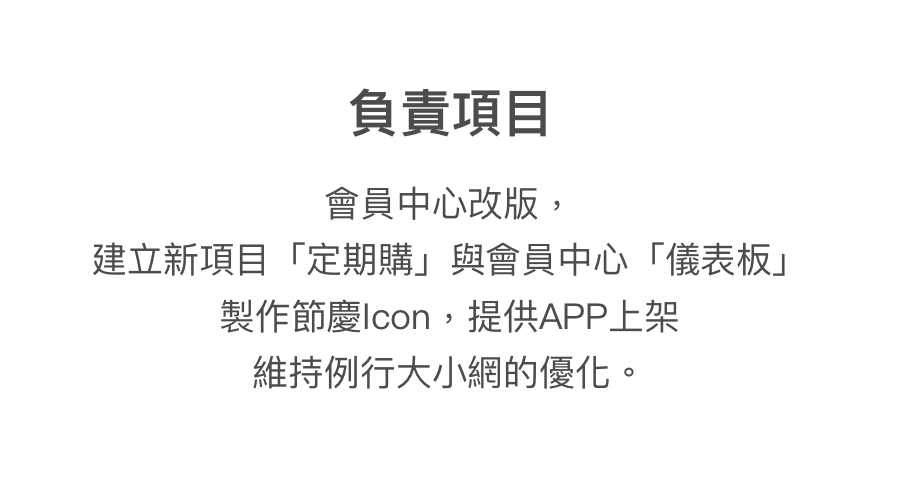 負責項目
會員中心改版，
建立新項目「定期購」與會員中心「儀表板」
製作節慶Icon，提供APP上架
維持例行大小網的優化。